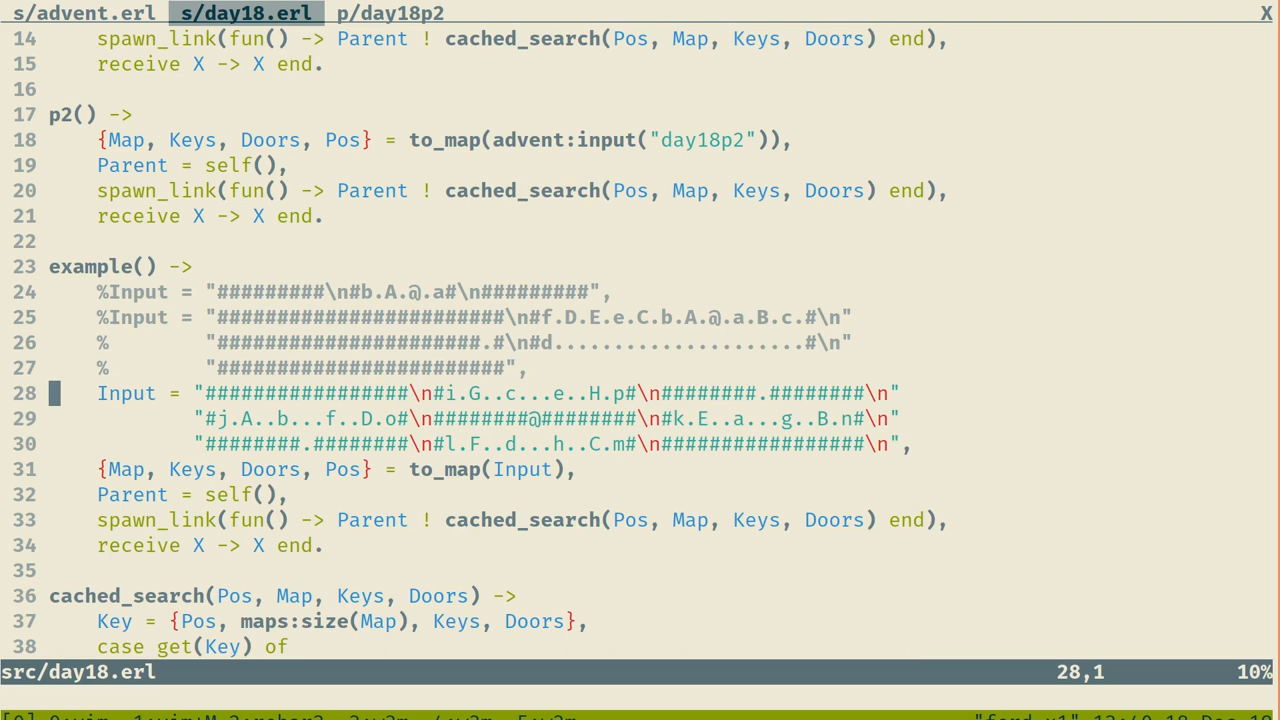 s/advent.erl s/day18.erl p/day18p2 X
14 spawn_link(fun() -> Parent ! cached_search(Pos, Map, Keys, Doors) end),
15 receive X -> X end.
16
17 p2() ->
18 {Map, Keys, Doors, Pos} = to_map(advent:input("day18p2")),
19 Parent = self(),
20 spawn_link(fun() -> Parent ! cached_search(Pos, Map, Keys, Doors) end),
21 receive X -> X end.
22
23 example() ->
24 %Input = "#########\n#b.A.@.a#\n#########",
25 %Input = "########################\n#f.D.E.e.C.b.A.@.a.B.c.#\n"
26 % "######################.#\n#d.....................#\n"
27 % "########################",
28 Input = "#################\n#i.G..c...e..H.p#\n########.########\n"
29 "#j.A..b...f..D.o#\n########@########\n#k.E..a...g..B.n#\n"
30 "########.########\n#l.F..d...h..C.m#\n#################\n",
31 {Map, Keys, Doors, Pos} = to_map(Input),
32 Parent = self(),
33 spawn_link(fun() -> Parent ! cached_search(Pos, Map, Keys, Doors) end),
34 receive X -> X end.
35
36 cached_search(Pos, Map, Keys, Doors) ->
37 Key = {Pos, maps:size(Map), Keys, Doors},
38 case get(Key) of
src/day18.erl 28,1 10%